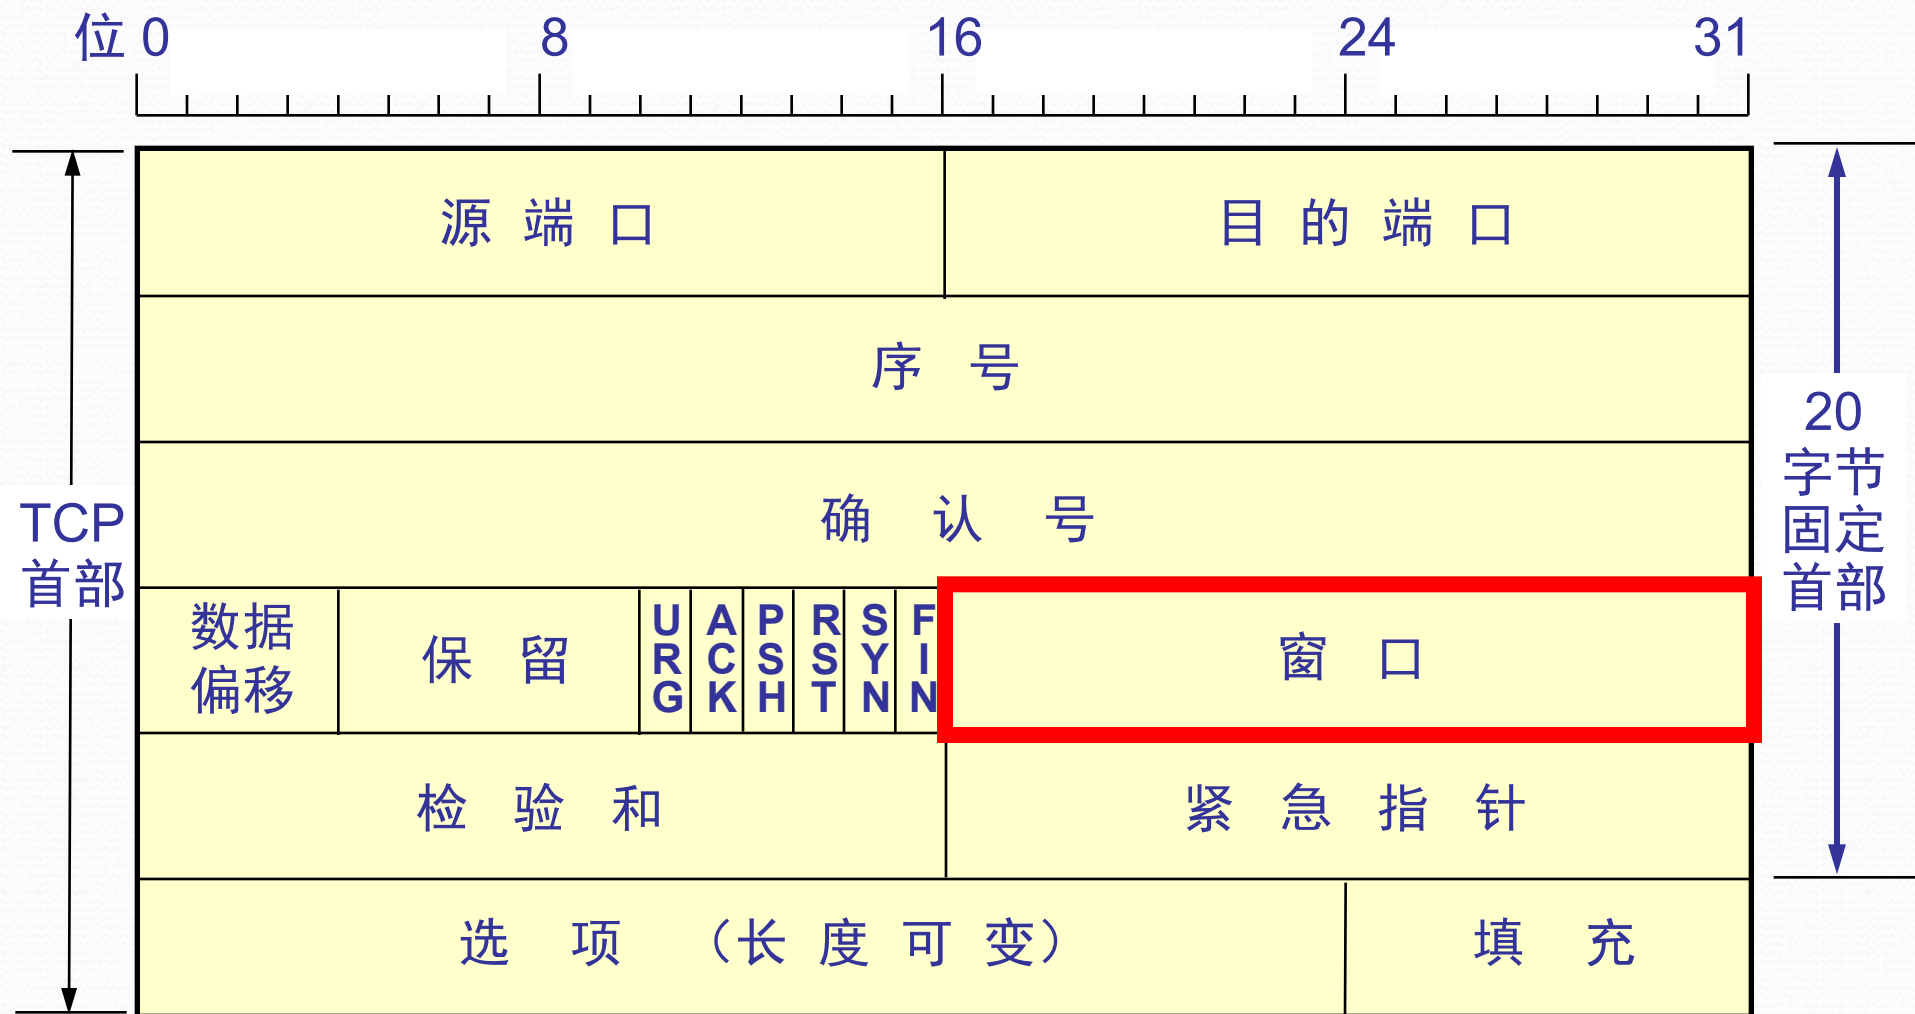 位 0 8 16 24 31
源 端 口 目 的 端 口
序 号
确 认 号
TCP
首部
20
字节
固定
首部
数据
偏移
保 留
URG
ACK
PSH
RST
SYN
FIN
窗 口
检 验 和 紧 急 指 针
选 项 (长 度 可 变) 填 充